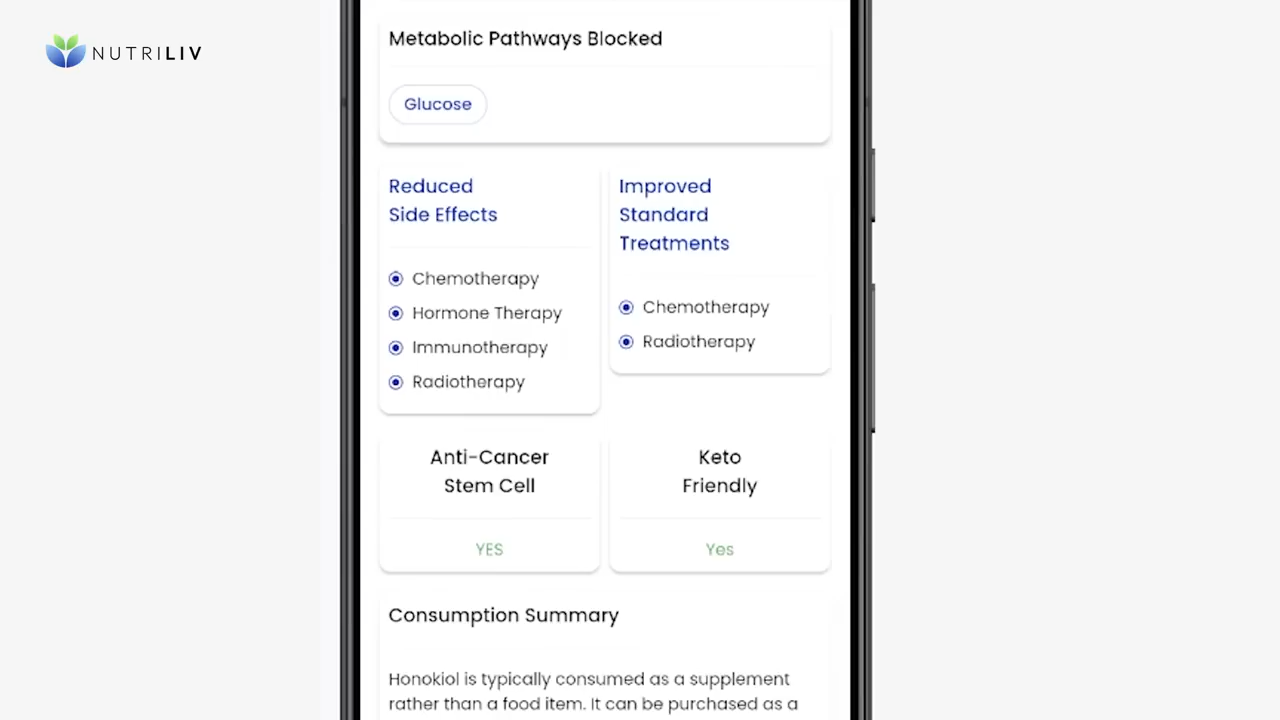 NUTRILIV
Metabolic Pathways Blocked
Glucose
Reduced
Side Effects
Chemotherapy
Hormone Therapy
Immunotherapy
Radiotherapy
Improved
Standard
Treatments
Chemotherapy
Radiotherapy
Anti-Cancer
Stem Cell
YES
Keto
Friendly
Yes
Consumption Summary
Honokiol is typically consumed as a supplement
rather than a food item. It can be purchased as a